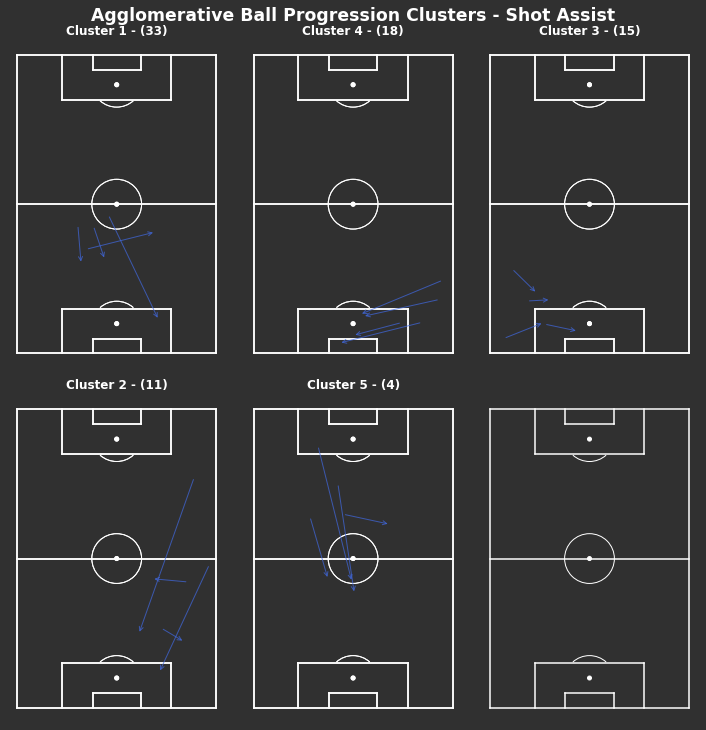 Agglomerative Ball Progression Clusters - Shot Assist
Cluster 1 - (33)
Cluster 4 - (18)
Cluster 3 - (15)
Cluster 2 - (11)
Cluster 5 - (4)